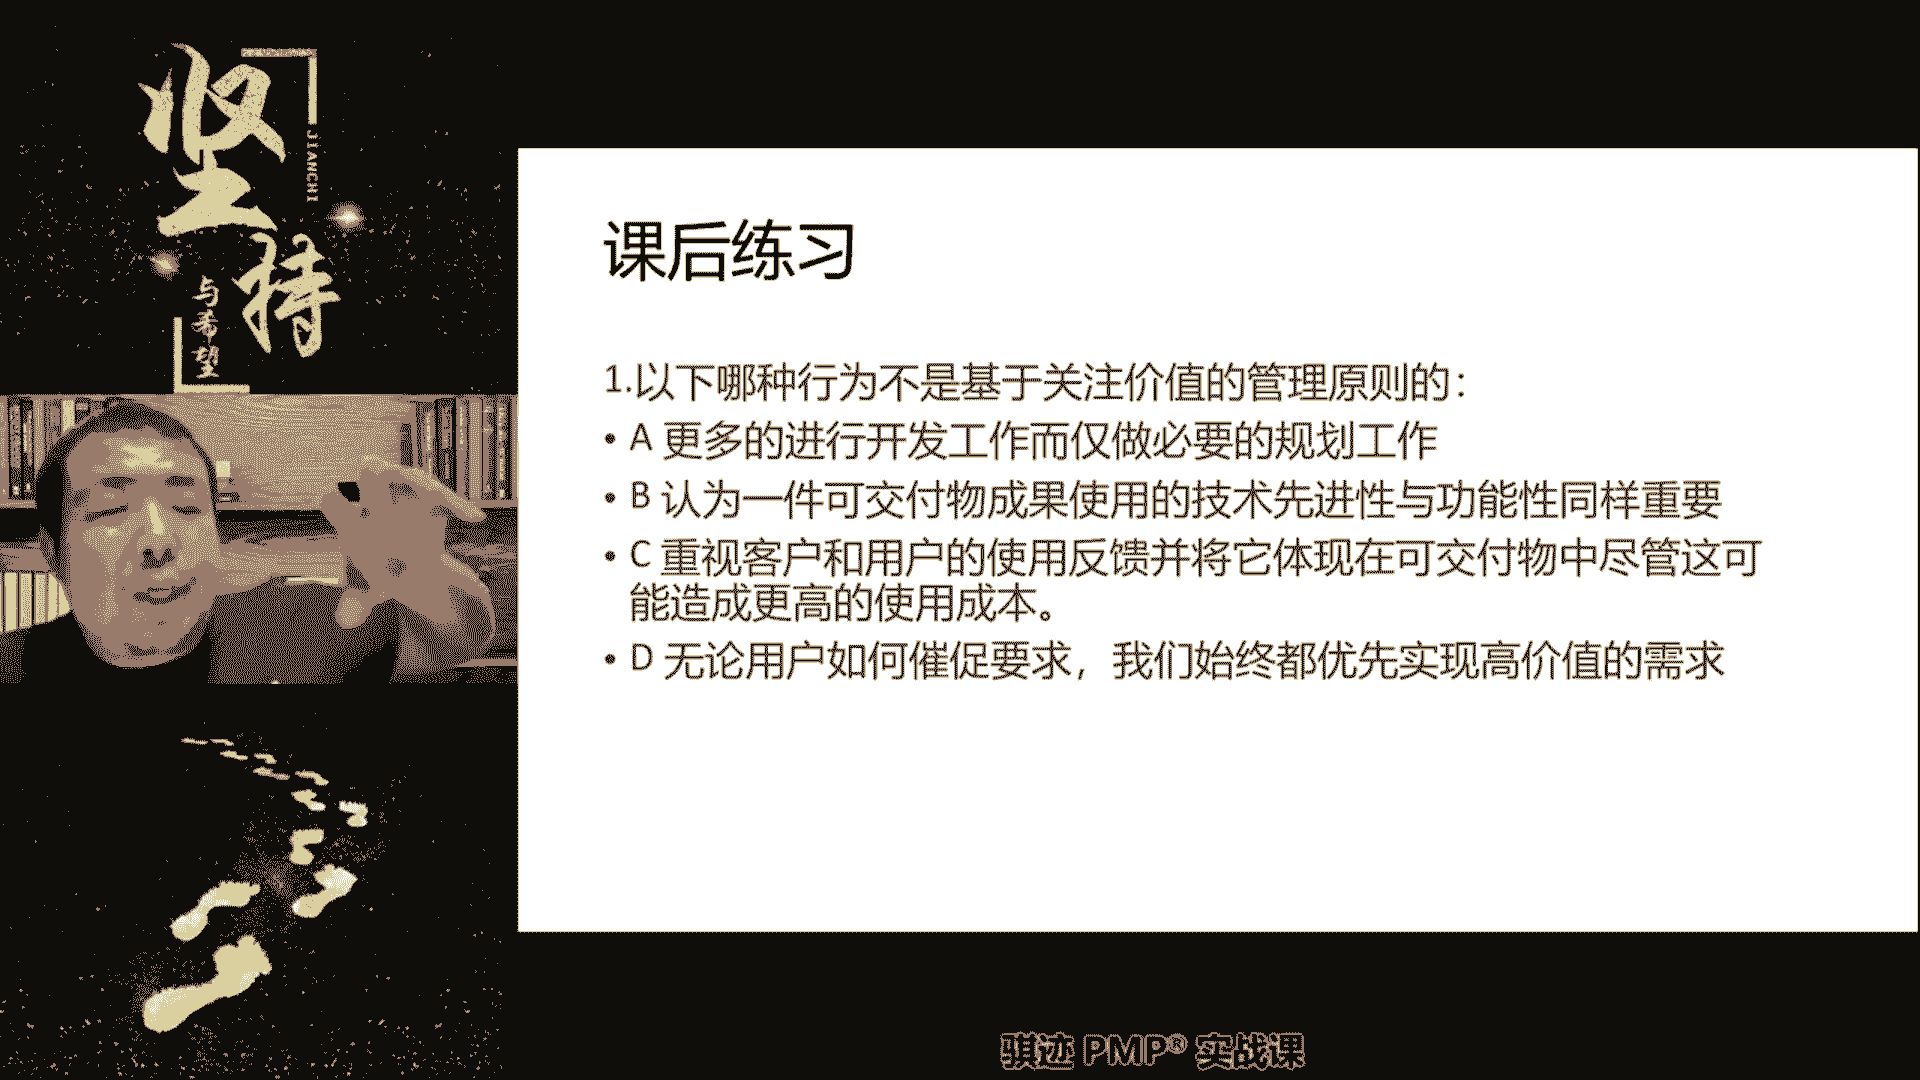 坚持
JIANCHI
与希望
课后练习
1.以下哪种行为不是基于关注价值的管理原则的：
• A 更多的进行开发工作而仅做必要的规划工作
• B 认为一件可交付物成果使用的技术先进性与功能性同样重要
• C 重视客户和用户的使用反馈并将它体现在可交付物中尽管这可
能造成更高的使用成本。
• D 无论用户如何催促要求，我们始终都优先实现高价值的需求
骐迹 PMP® 实战课